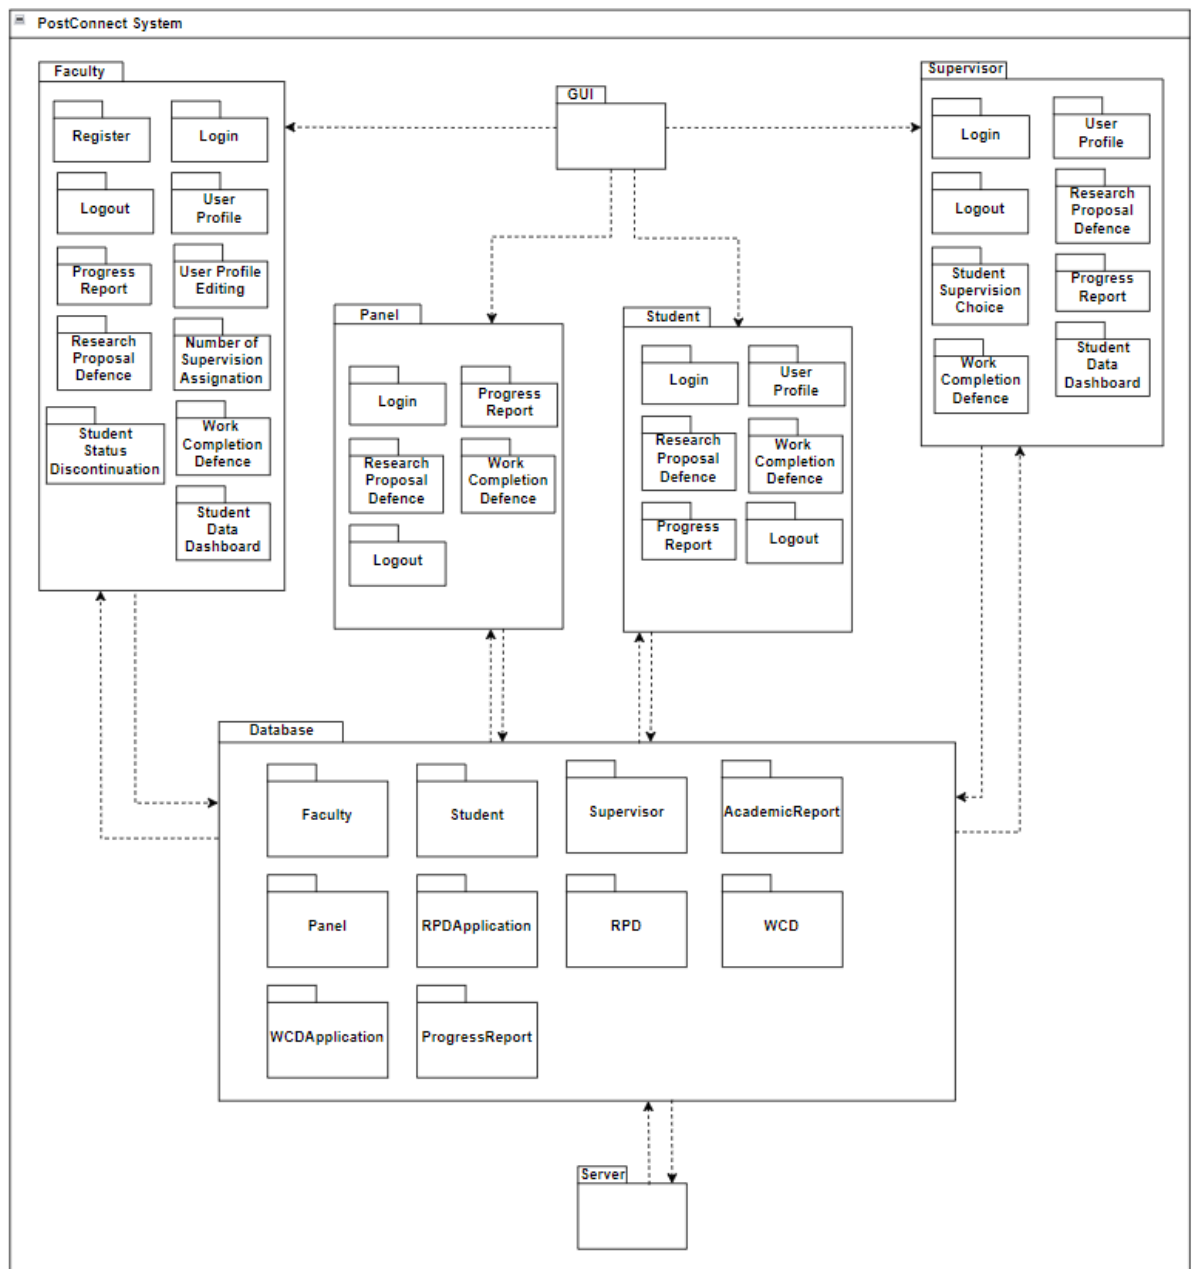 PostConnect System
Faculty
Register
Login
Logout
User
Profile
Progress
Report
User Profile
Editing
Research
Proposal
Defence
Number of
Supervision
Assignation
Student
Status
Discontinuation
Work
Completion
Defence
Student
Data
Dashboard
GUI
Supervisor
Login
User
Profile
Logout
Research
Proposal
Defence
Student
Supervision
Choice
Progress
Report
Work
Completion
Defence
Student
Data
Dashboard
Panel
Login
Progress
Report
Research
Proposal
Defence
Work
Completion
Defence
Logout
Student
Login
User
Profile
Research
Proposal
Defence
Work
Completion
Defence
Progress
Report
Logout
Database
Faculty
Student
Supervisor
AcademicReport
Panel
RPDApplication
RPD
WCD
WCDApplication
ProgressReport
Server